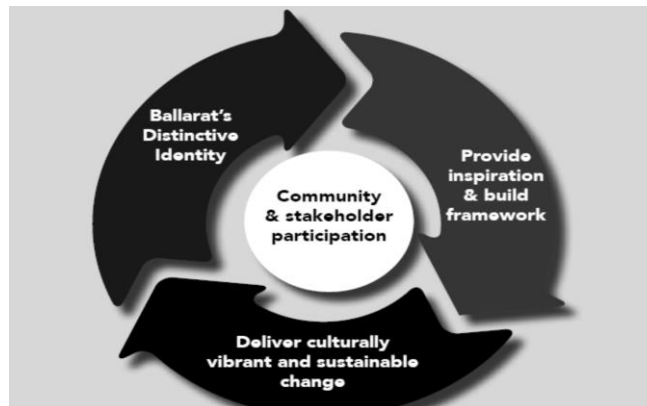 Ballarat's
Distinctive
Identity
Provide
inspiration
& build
framework
Community
& stakeholder
participation
Deliver culturally
vibrant and sustainable
change